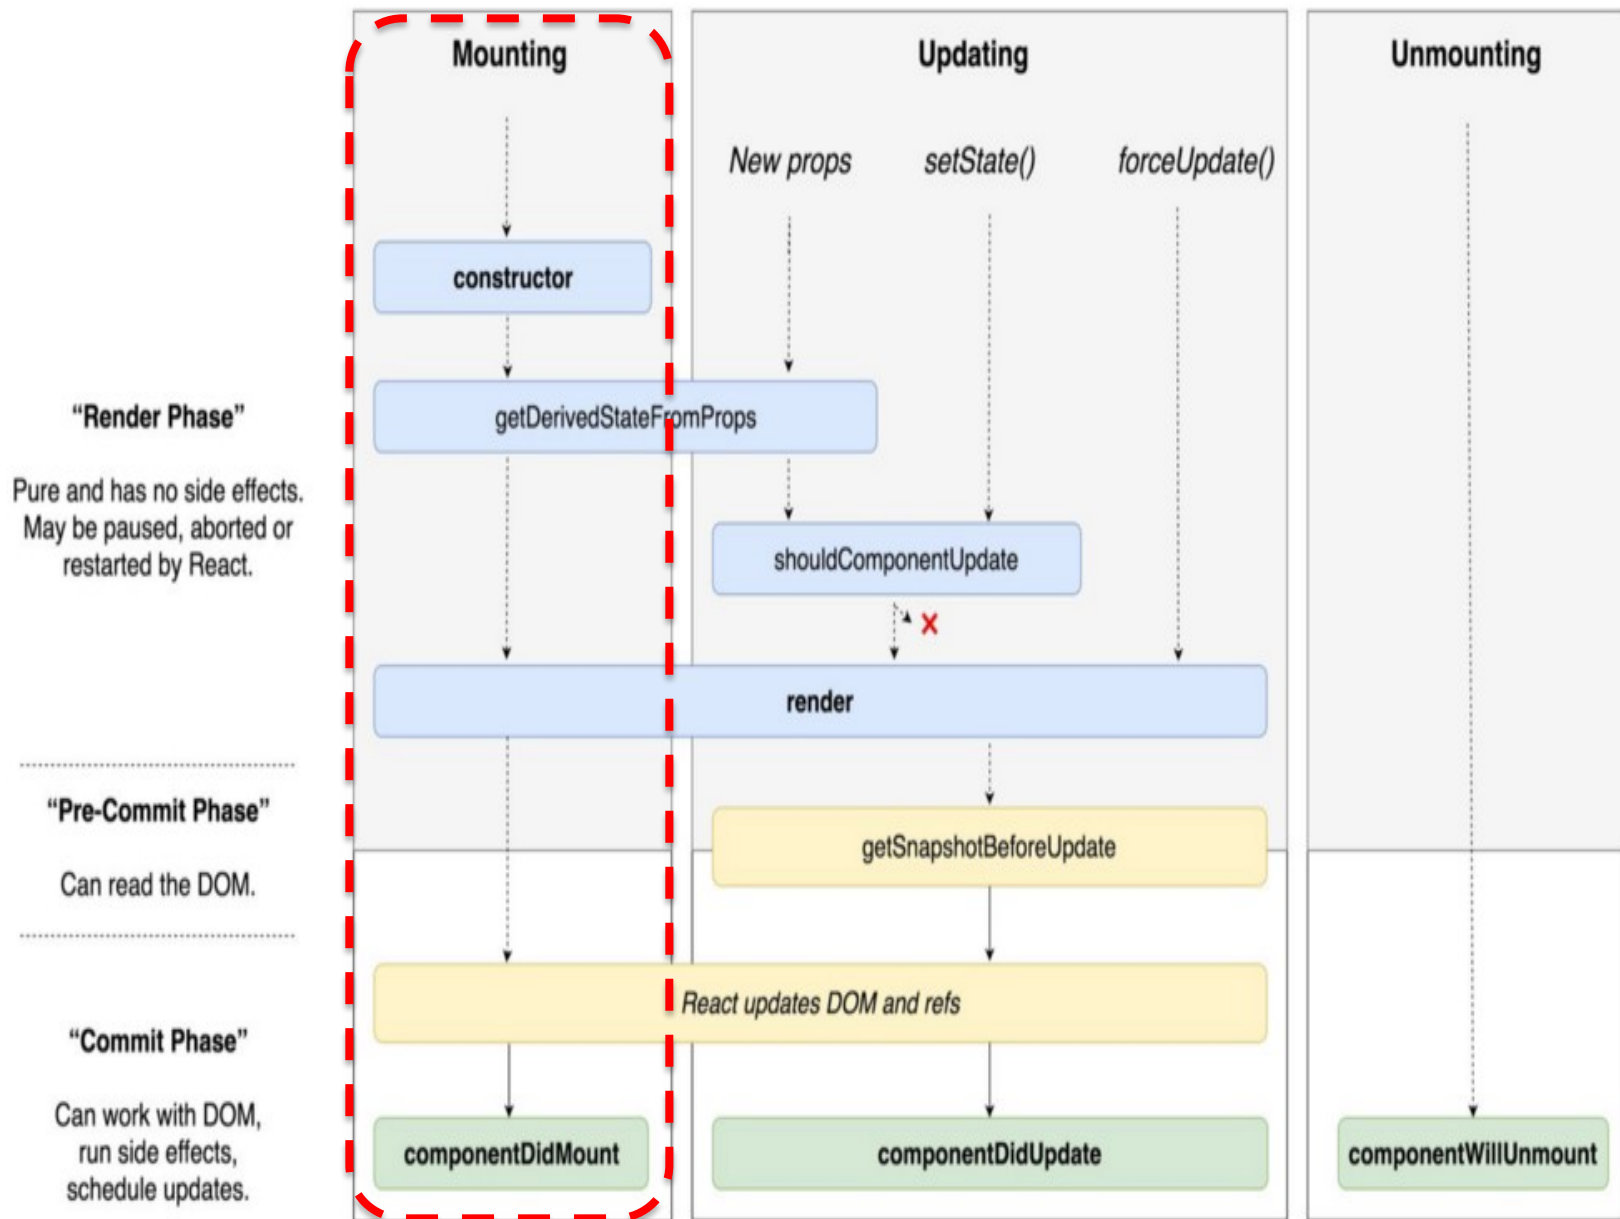 Mounting
Updating
Unmounting
New props
setState()
forceUpdate()
constructor
“Render Phase”
getDerivedStateFromProps
Pure and has no side effects.
May be paused, aborted or
restarted by React.
shouldComponentUpdate
render
“Pre-Commit Phase”
getSnapshotBeforeUpdate
Can read the DOM.
React updates DOM and refs
“Commit Phase”
Can work with DOM,
run side effects,
schedule updates.
componentDidMount
componentDidUpdate
componentWillUnmount